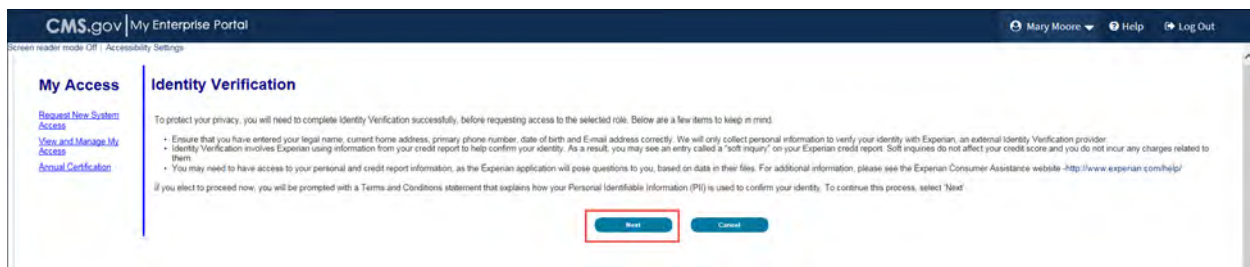 CMS.gov My Enterprise Portal
Mary Moore Help Log Out
Screen reader mode Off | Accessibility Settings
My Access
Identity Verification
Request New System
Access
View and Manage My
Access
Annual Certification
To protect your privacy, you will need to complete Identity Verification successfully, before requesting access to the selected role. Below are a few items to keep in mind.
• Ensure that you have entered your legal name, current home address, primary phone number, date of birth and E-mail address correctly. We will only collect personal information to verify your identity with Experian, an external Identity Verification provider.
• Identity Verification involves Experian using information from your credit report to help confirm your identity. As a result, you may see an entry called a "soft inquiry" on your Experian credit report. Soft inquiries do not affect your credit score and you do not incur any charges related to
them.
• You may need to have access to your personal and credit report information, as the Experian application will pose questions to you, based on data in their files. For additional information, please see the Experian Consumer Assistance website -http://www.experian.com/help/
If you elect to proceed now, you will be prompted with a Terms and Conditions statement that explains how your Personal Identifiable Information (PII) is used to confirm your identity. To continue this process, select 'Next'
Next Cancel